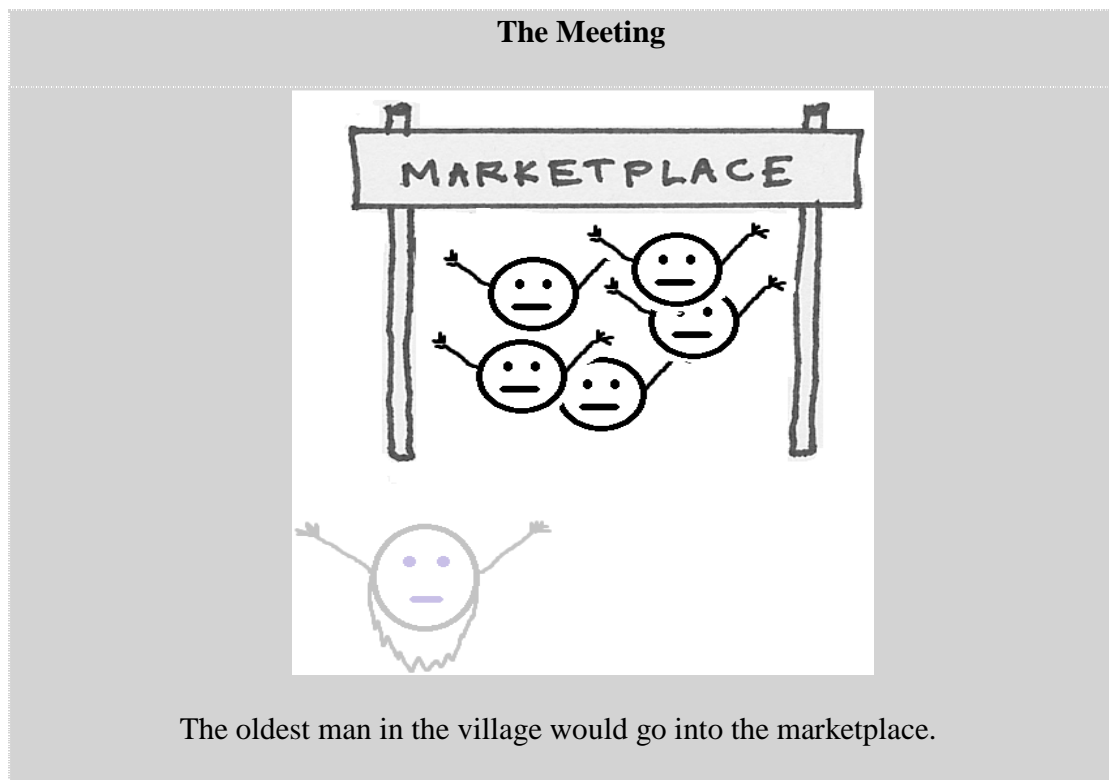 The Meeting
MARKETPLACE
The oldest man in the village would go into the marketplace.